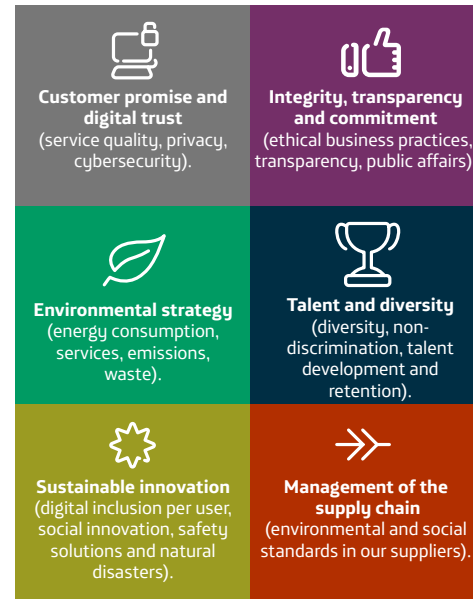 Customer promise and
digital trust
(service quality, privacy,
cybersecurity).
Integrity, transparency
and commitment
(ethical business practices,
transparency, public affairs)
Environmental strategy
(energy consumption,
services, emissions,
waste).
Talent and diversity
(diversity, non-
discrimination, talent
development and
retention).
Sustainable innovation
(digital inclusion per user,
social innovation, safety
solutions and natural
disasters).
Management of the
supply chain
(environmental and social
standards in our suppliers).